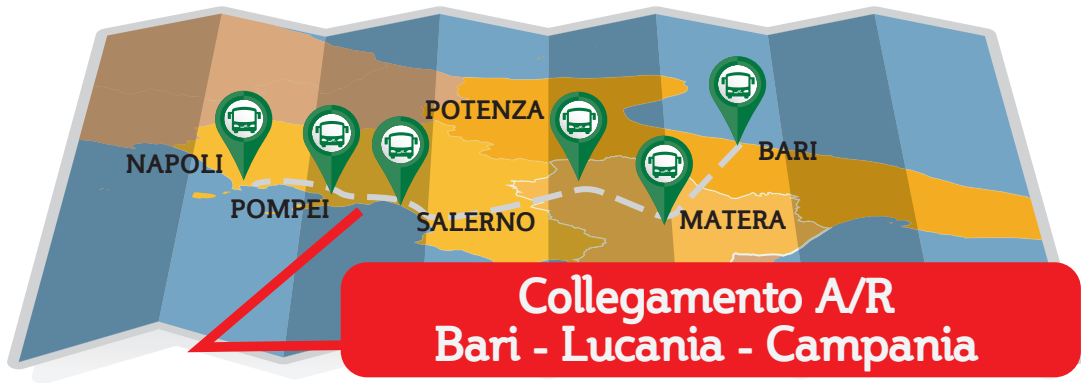 POTENZA
NAPOLI
BARI
POMPEI
SALERNO
MATERA
Collegamento A/R
Bari - Lucania - Campania